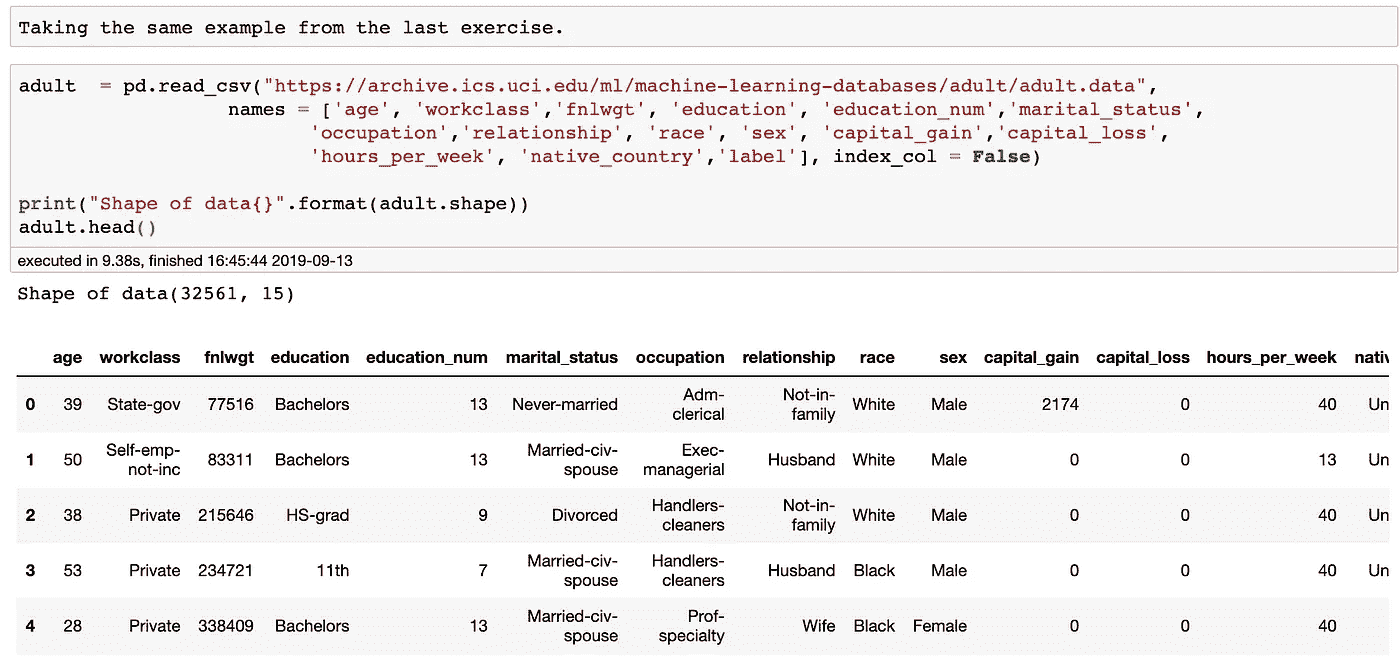 Taking the same example from the last exercise.
adult = pd.read_csv("https://archive.ics.uci.edu/ml/machine-learning-databases/adult/adult.data",
names = ['age', 'workclass','fnlwgt', 'education', 'education_num','marital_status',
'occupation','relationship', 'race', 'sex', 'capital_gain','capital_loss',
'hours_per_week', 'native_country','label'], index_col = False)
print("Shape of data{}".format(adult.shape))
adult.head()
executed in 9.38s, finished 16:45:44 2019-09-13
Shape of data(32561, 15)
age workclass fnlwgt education education_num marital_status occupation relationship race sex capital_gain capital_loss hours_per_week nativ
0 39 State-gov 77516 Bachelors 13 Never-married Adm-clerical Not-in-family White Male 2174 0 40 Un
1 50 Self-emp-not-inc 83311 Bachelors 13 Married-civ-spouse Exec-managerial Husband White Male 0 0 13 Un
2 38 Private 215646 HS-grad 9 Divorced Handlers-cleaners Not-in-family White Male 0 0 40 Un
3 53 Private 234721 11th 7 Married-civ-spouse Handlers-cleaners Husband Black Male 0 0 40 Un
4 28 Private 338409 Bachelors 13 Married-civ-spouse Prof-specialty Wife Black Female 0 0 40